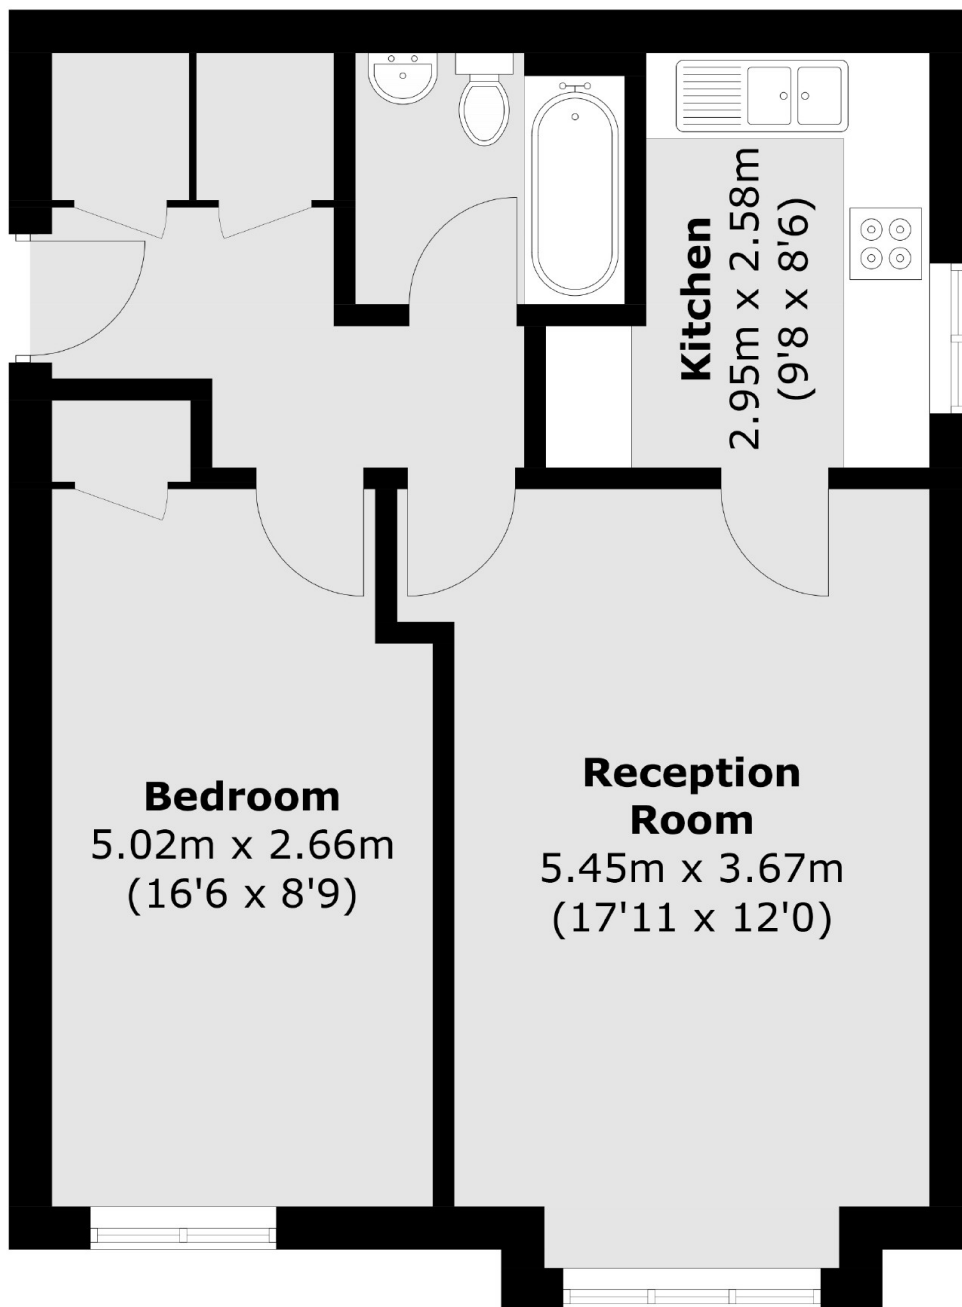 Kitchen
2.95m x 2.58m
(9'8 x 8'6)
Bedroom
5.02m x 2.66m
(16'6 x 8'9)
Reception
Room
5.45m x 3.67m
(17'11 x 12'0)